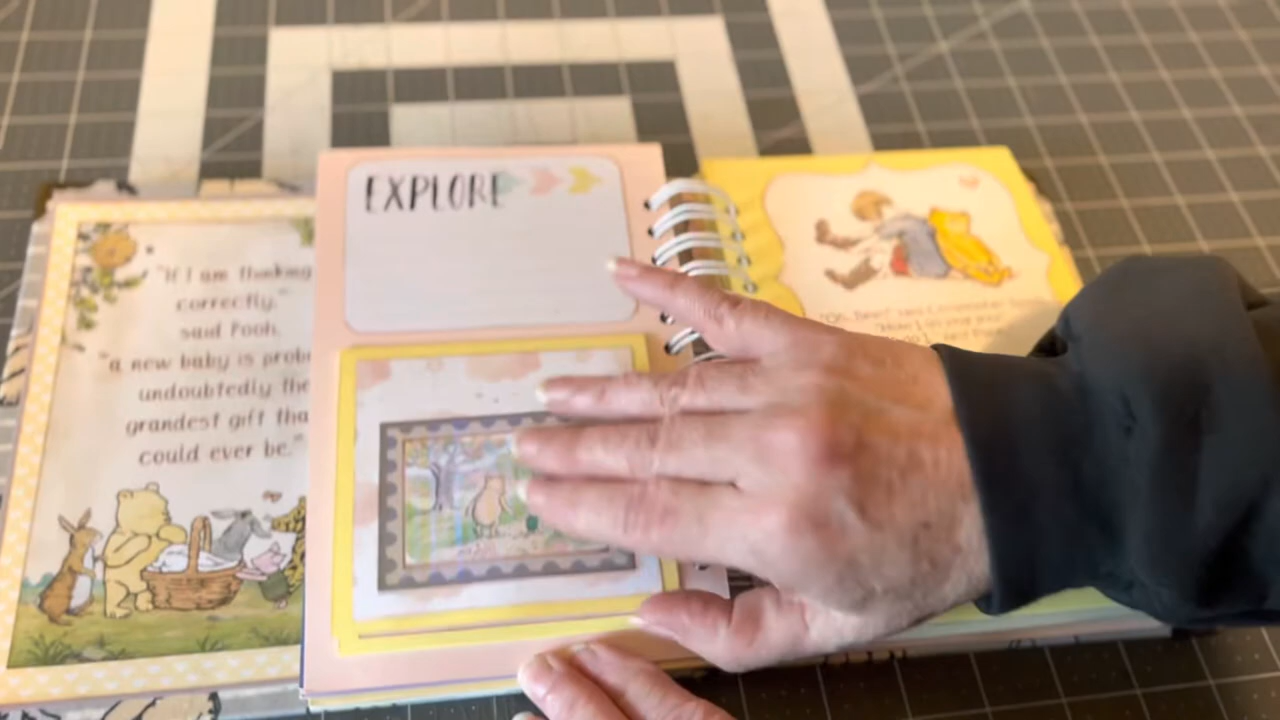 "If I am thinking
correctly,"
said Pooh,
"a new baby is prob
undoubtedly the
grandest gift tha
could ever be."
EXPLORE